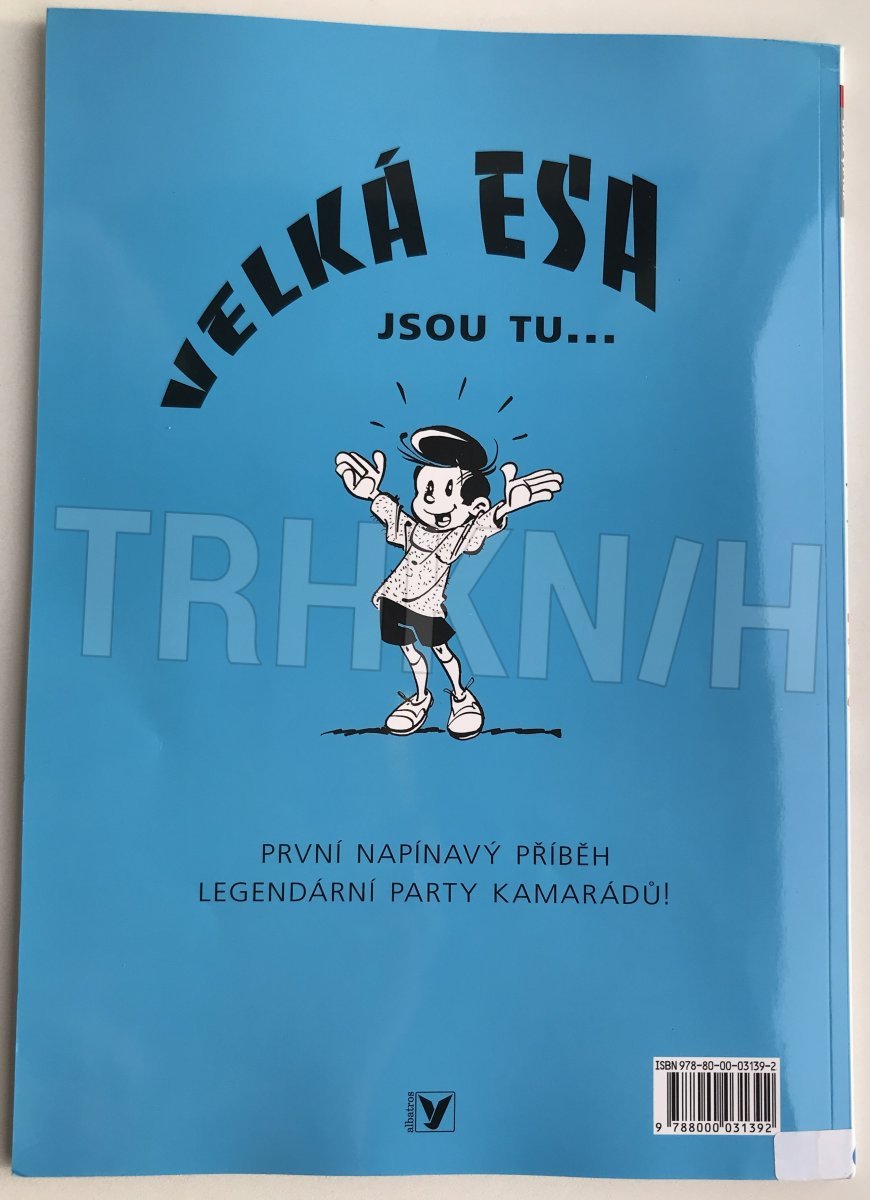 VELKÁ ESA
JSOU TU...
TRHKNIH
PRVNÍ NAPÍNAVÝ PŘÍBĚH
LEGENDÁRNÍ PARTY KAMARÁDŮ!
albatros
ISBN 978-80-00-03139-2
9 788000 031392